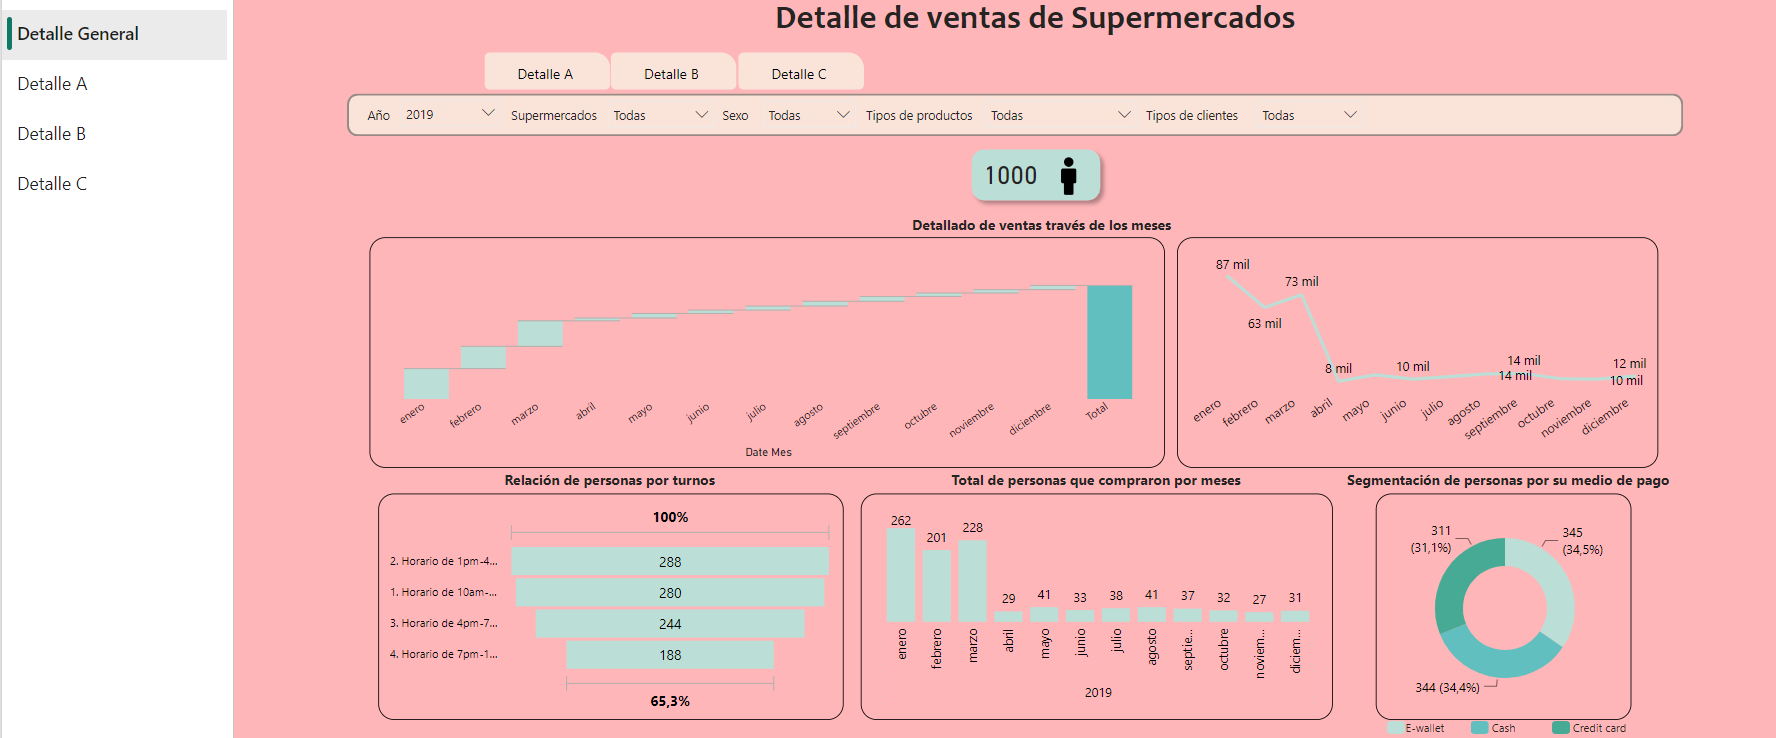 Detalle General
Detalle A
Detalle B
Detalle C
Detalle de ventas de Supermercados
Detalle A Detalle B Detalle C
Año 2019 Supermercados Todas Sexo Todas Tipos de productos Todas Tipos de clientes Todas
1000
Detallado de ventas través de los meses
enero febrero marzo abril mayo junio julio agosto septiembre octubre noviembre diciembre Total
Date Mes
87 mil
73 mil
63 mil
8 mil
10 mil
14 mil
14 mil
12 mil
10 mil
enero febrero marzo abril mayo junio julio agosto septiembre octubre noviembre diciembre
Relación de personas por turnos
100%
2. Horario de 1pm-4... 288
1. Horario de 10am-... 280
3. Horario de 4pm-7... 244
4. Horario de 7pm-1... 188
65,3%
Total de personas que compraron por meses
262 201 228 29 41 33 38 41 37 32 27 31
enero febrero marzo abril mayo junio julio agosto septie... octubre noviem... diciem...
2019
Segmentación de personas por su medio de pago
311
(31,1%)
345
(34,5%)
344 (34,4%)
E-wallet Cash Credit card